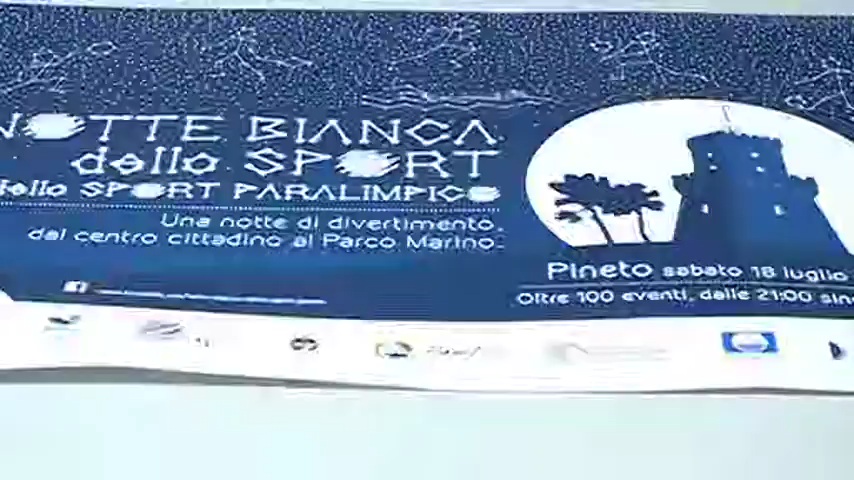 NOTTE BIANCA
dello SPORT
dello SPORT PARALIMPICO
Una notte di divertimento,
dal centro cittadino al Parco Marino.
Pineto sabato 18 luglio
Oltre 100 eventi, dalle 21:00